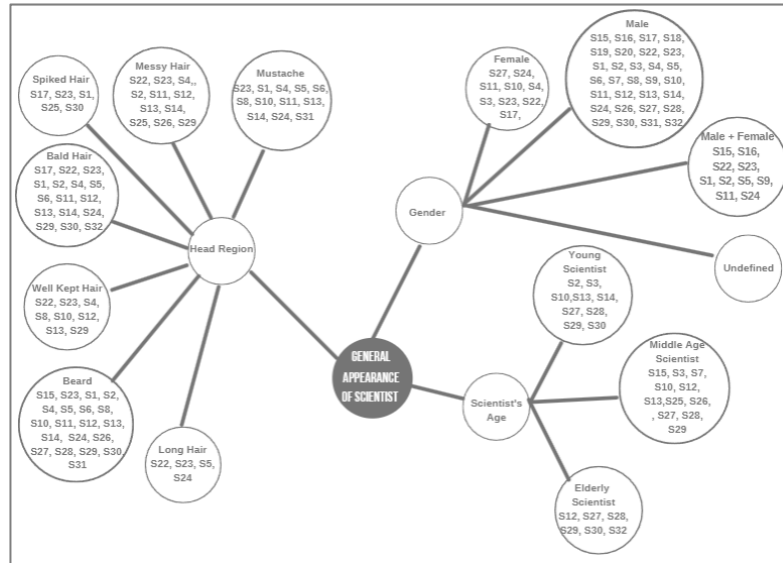 Spiked Hair
S17, S23, S1,
S25, S30
Messy Hair
S22, S23, S4,,
S2, S11, S12,
S13, S14,
S25, S26, S29
Mustache
S23, S1, S4, S5, S6,
S8, S10, S11, S13,
S14, S24, S31
Bald Hair
S17, S22, S23,
S1, S2, S4, S5,
S6, S11, S12,
S13, S14, S24,
S29, S30, S32
Head Region
Well Kept Hair
S22, S23, S4,
S8, S10, S12,
S13, S29
Beard
S15, S23, S1, S2,
S4, S5, S6, S8,
S10, S11, S12, S13,
S14, S24, S26,
S27, S28, S29, S30,
S31
Long Hair
S22, S23, S5,
S24
GENERAL
APPEARANCE
OF SCIENTIST
Gender
Female
S27, S24,
S11, S10, S4,
S3, S23, S22,
S17,
Male
S15, S16, S17, S18,
S19, S20, S22, S23,
S1, S2, S3, S4, S5,
S6, S7, S8, S9, S10,
S11, S12, S13, S14,
S24, S26, S27, S28,
S29, S30, S31, S32
Male + Female
S15, S16,
S22, S23,
S1, S2, S5, S9,
S11, S24
Undefined
Scientist's
Age
Young
Scientist
S2, S3,
S10,S13, S14,
S27, S28,
S29, S30
Middle Age
Scientist
S15, S3, S7,
S10, S12,
S13,S25, S26,
, S27, S28,
S29
Elderly
Scientist
S12, S27, S28,
S29, S30, S32